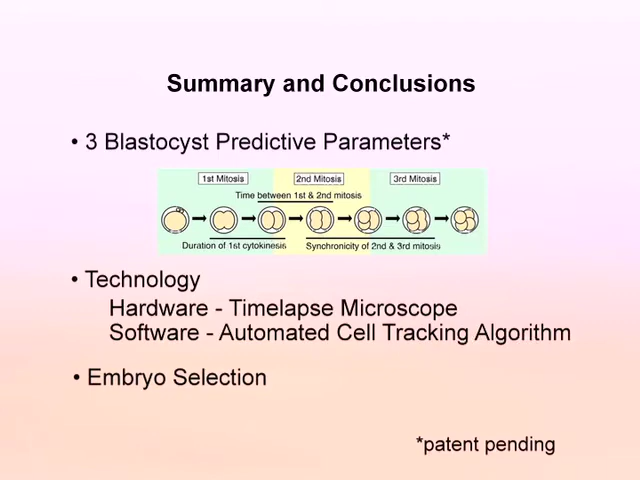 Summary and Conclusions
• 3 Blastocyst Predictive Parameters*
1st Mitosis 2nd Mitosis 3rd Mitosis
Time between 1st & 2nd mitosis
Duration of 1st cytokinesis Synchronicity of 2nd & 3rd mitosis
• Technology
Hardware - Timelapse Microscope
Software - Automated Cell Tracking Algorithm
• Embryo Selection
*patent pending